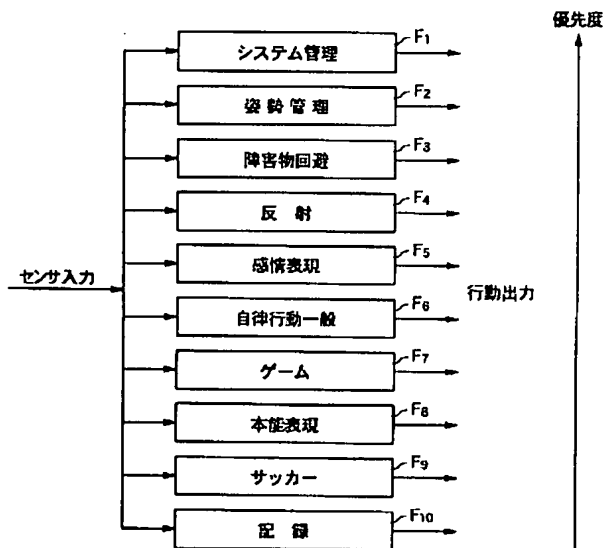 優先度
システム管理 F1
姿勢管理 F2
障害物回避 F3
反射 F4
感情表現 F5
センサ入力
行動出力
自律行動一般 F6
ゲーム F7
本能表現 F8
サッカー F9
記録 F10